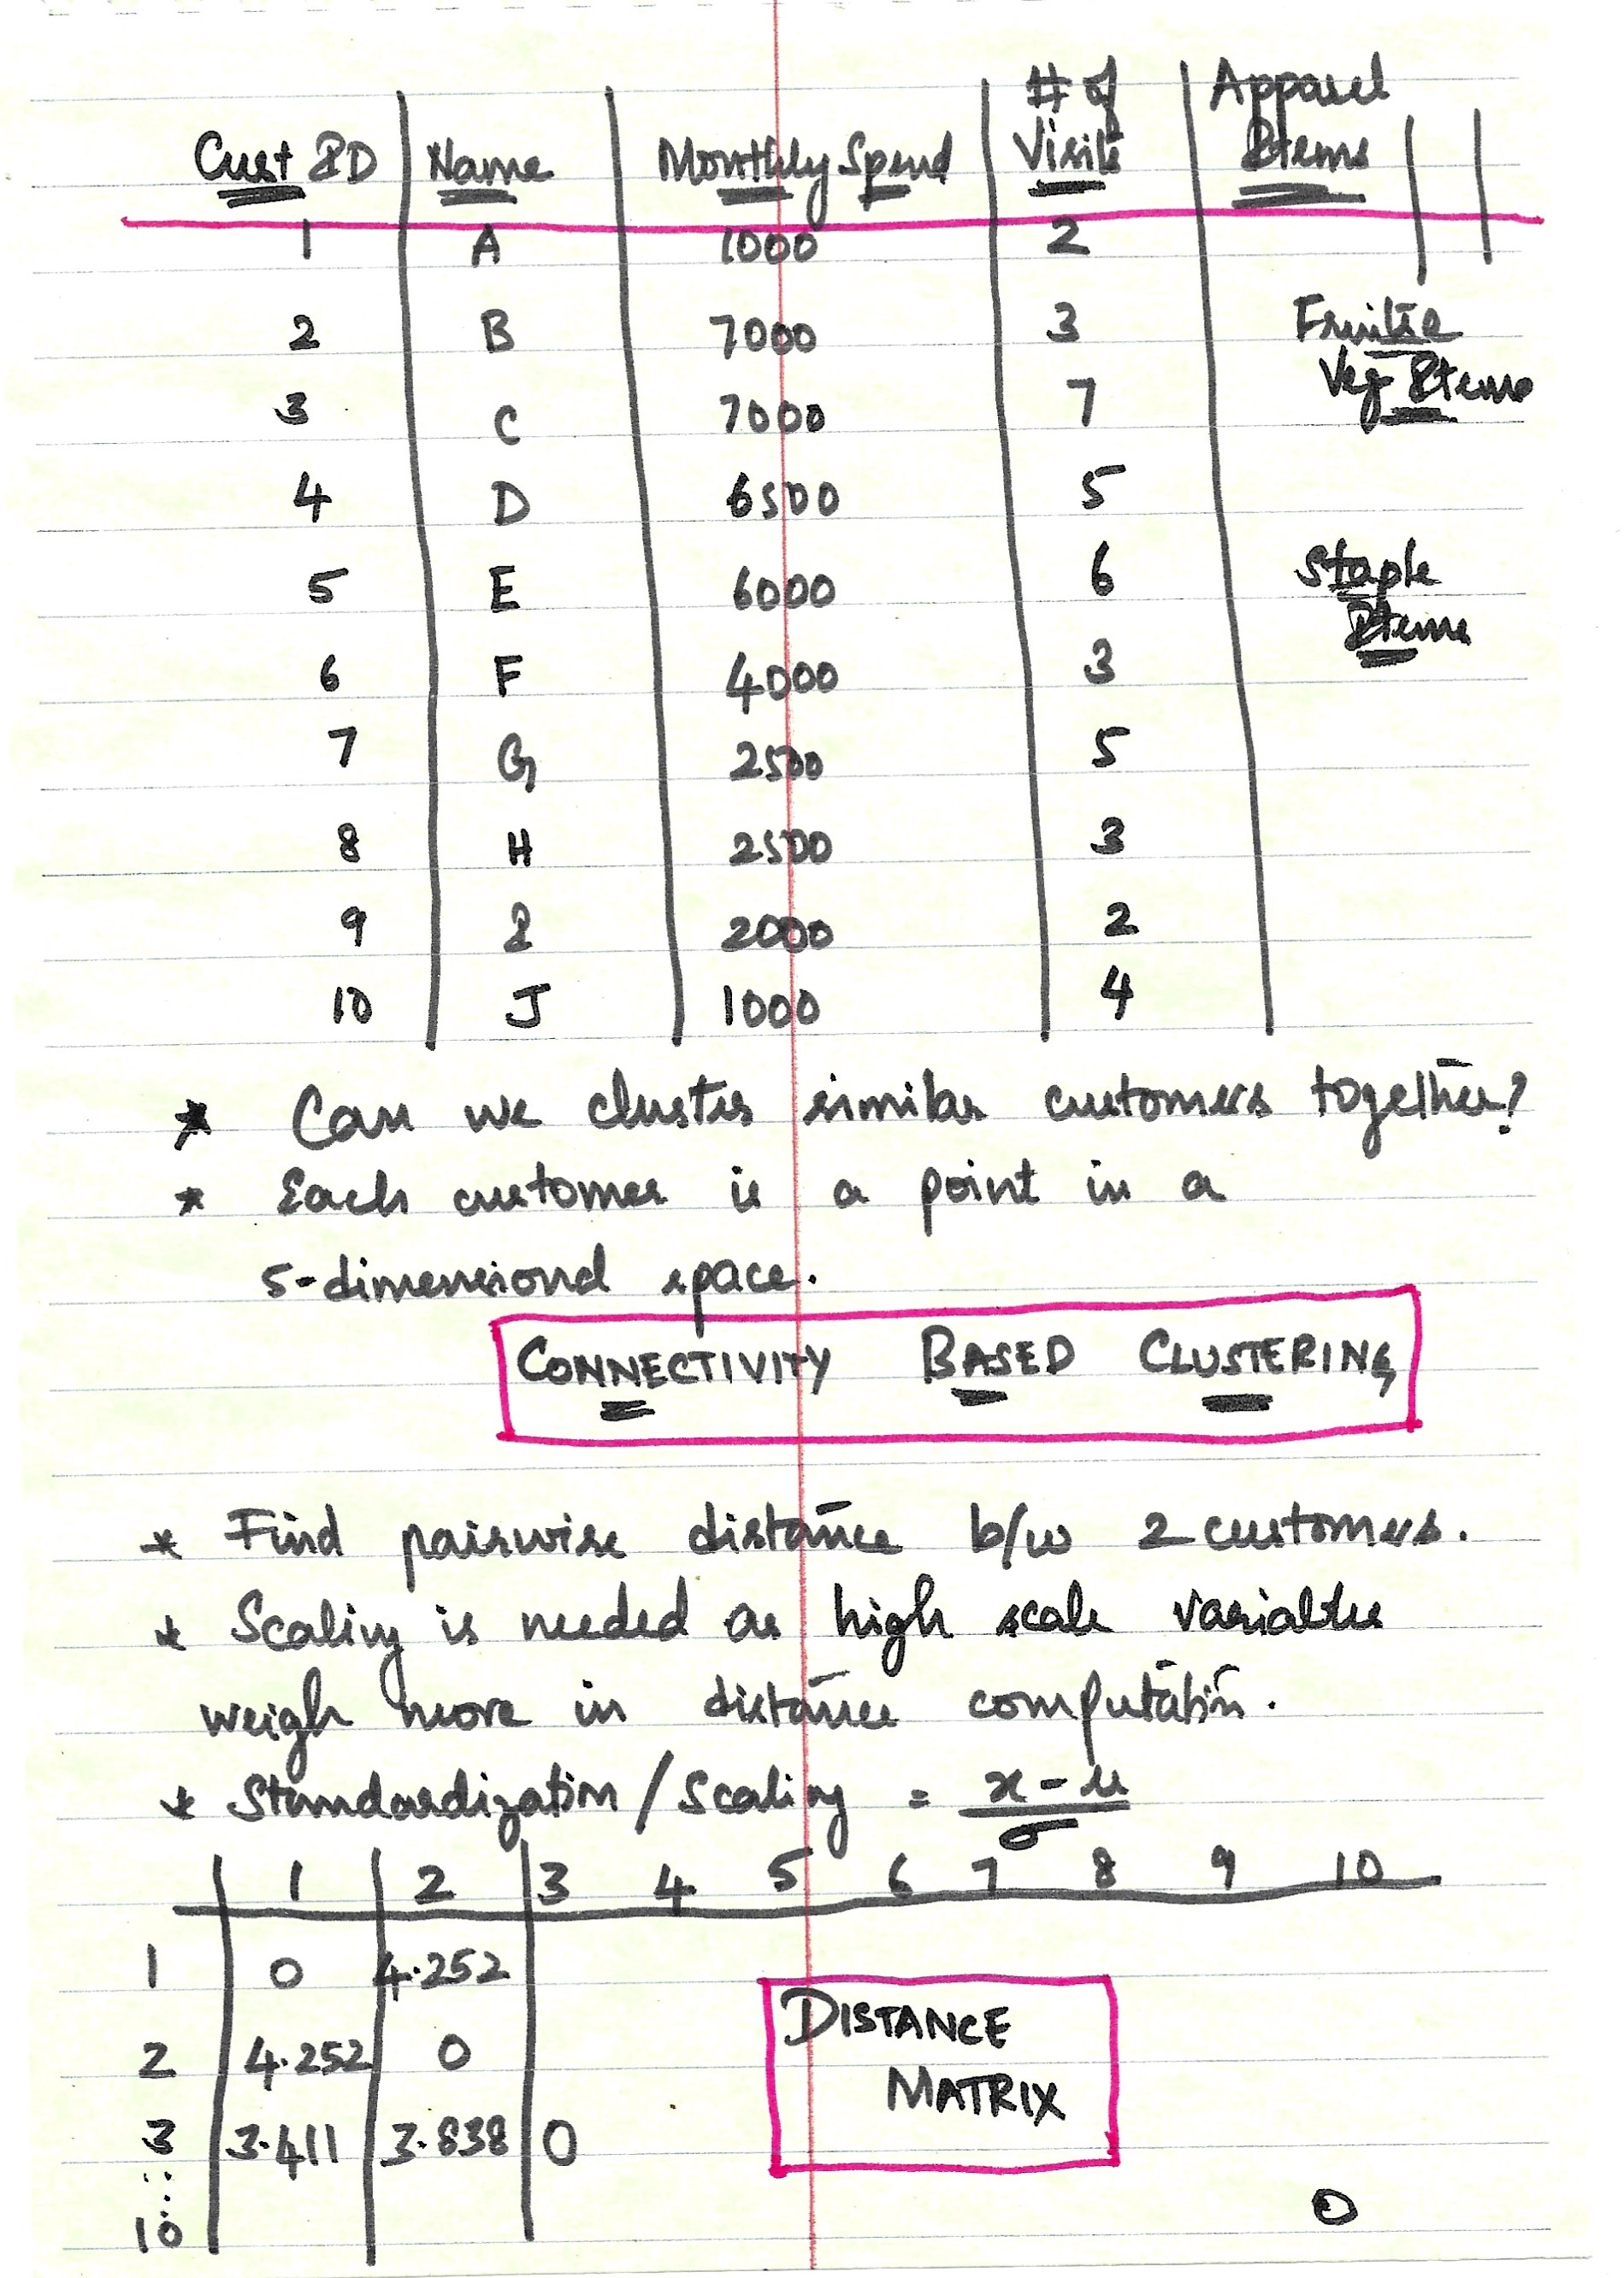 Cust ID | Name | Monthly Spend | # of Visits | Apparel Items
1 A 1000 2
2 B 7000 3 Fruit &
Veg Items
3 C 7000 7
4 D 6500 5
5 E 6000 6 Staple
Items
6 F 4000 3
7 G 2500 5
8 H 2500 3
9 I 2000 2
10 J 1000 4
* Can we cluster similar customers together?
* Each customer is a point in a
5-dimensional space.
CONNECTIVITY BASED CLUSTERING
* Find pairwise distance b/w 2 customers.
* Scaling is needed as high scale variables
weigh more in distance computation.
* Standardization / Scaling = x - μ / σ
1 2 3 4 5 6 7 8 9 10
1 0 4.252
2 4.252 0
3 3.411 3.838 0
DISTANCE
MATRIX
10 0